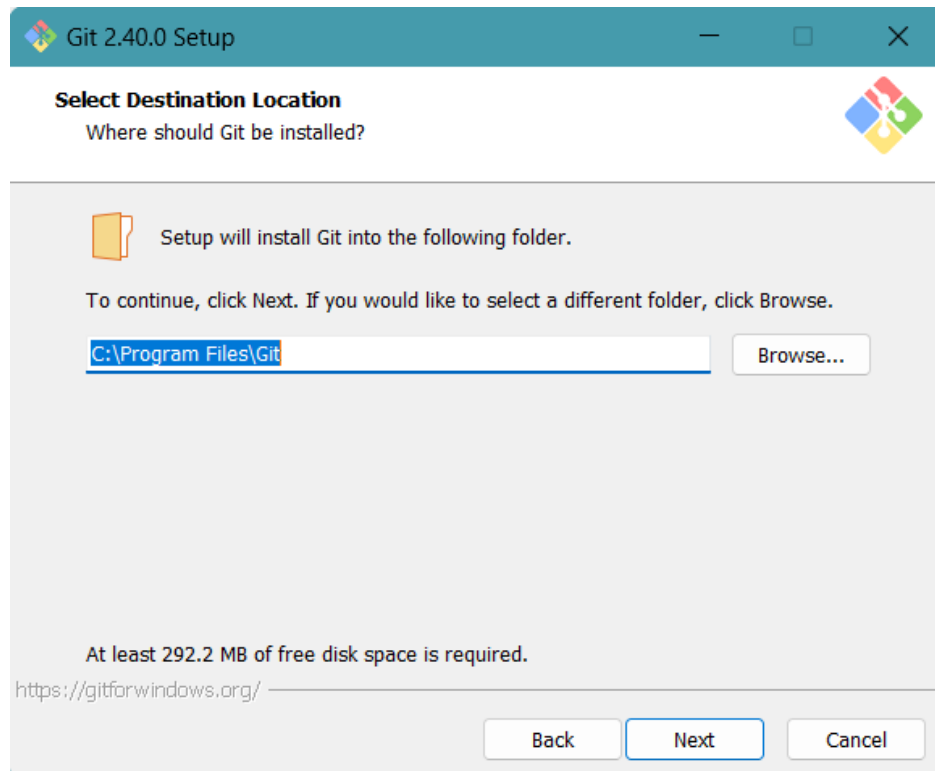 Git 2.40.0 Setup
Select Destination Location
Where should Git be installed?
Setup will install Git into the following folder.
To continue, click Next. If you would like to select a different folder, click Browse.
C:\Program Files\Git
Browse...
At least 292.2 MB of free disk space is required.
https://gitforwindows.org/
Back Next Cancel